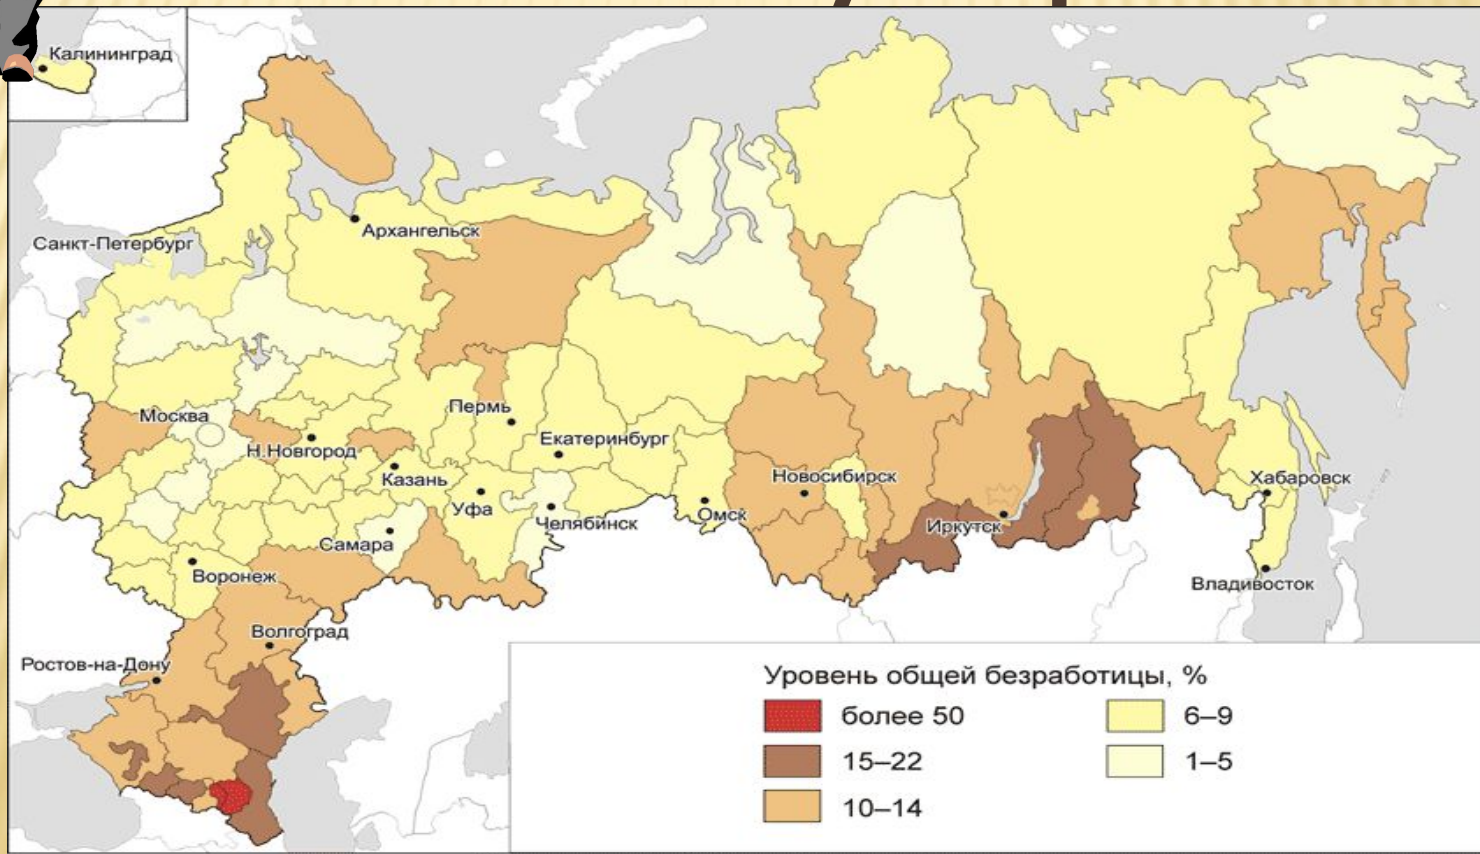 Калининград
Санкт-Петербург
Архангельск
Москва
Н.Новгород
Пермь
Екатеринбург
Казань
Уфа
Челябинск
Омск
Новосибирск
Иркутск
Хабаровск
Владивосток
Самара
Воронеж
Волгоград
Ростов-на-Дону
Уровень общей безработицы, %
более 50
15–22
10–14
6–9
1–5